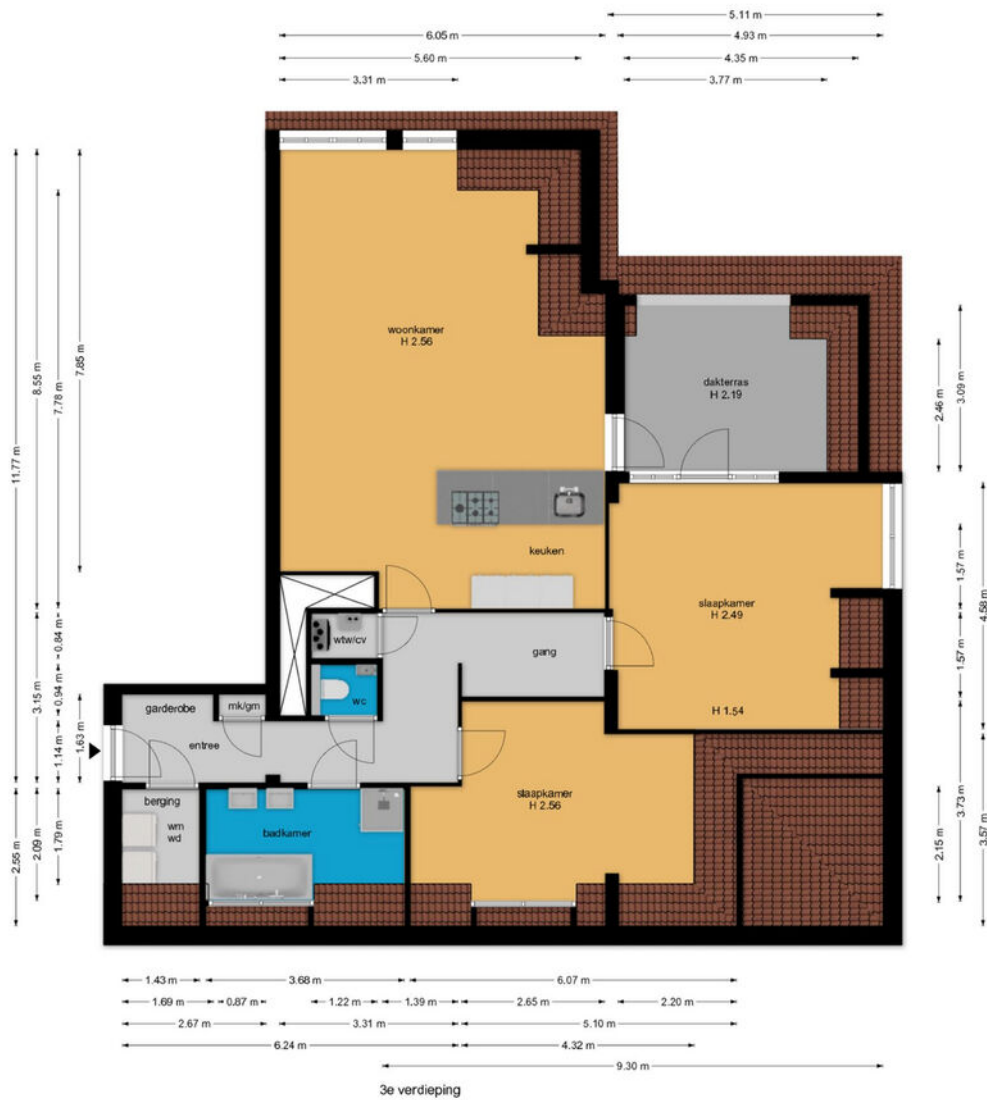 5.11 m
6.05 m
4.93 m
5.60 m
4.35 m
3.31 m
3.77 m
11.77 m
8.55 m
7.78 m
7.85 m
woonkamer
H 2.56
dakterras
H 2.19
2.46 m
3.09 m
keuken
slaapkamer
H 2.49
1.57 m
4.58 m
1.57 m
wtw/cv
gang
wc
H 1.54
3.15 m
0.84 m
0.94 m
1.14 m
1.63 m
garderobe
mk/gm
entree
berging
wm
wd
badkamer
slaapkamer
H 2.56
2.55 m
2.09 m
1.79 m
2.15 m
3.73 m
3.57 m
1.43 m
3.68 m
6.07 m
1.69 m
0.87 m
1.22 m
1.39 m
2.65 m
2.20 m
2.67 m
3.31 m
5.10 m
6.24 m
4.32 m
9.30 m
3e verdieping